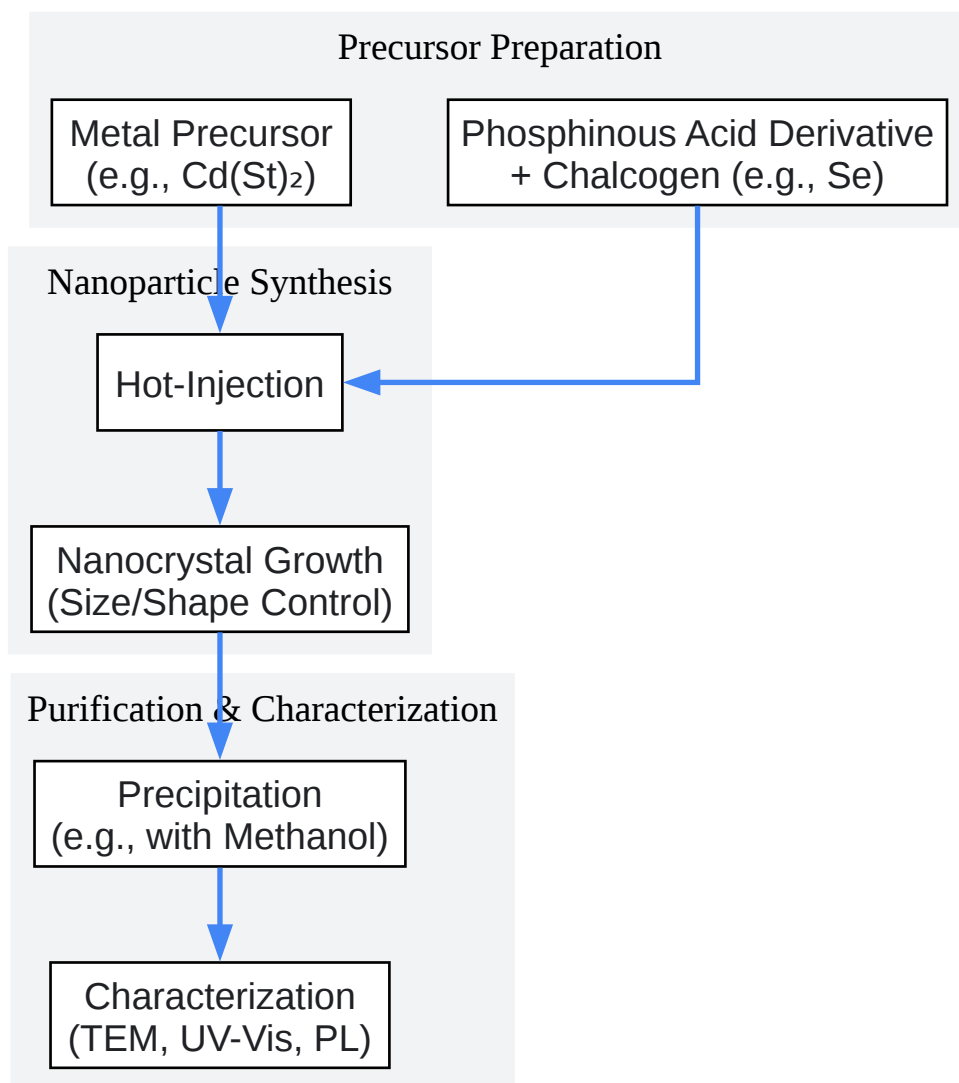 Precursor Preparation
Metal Precursor
(e.g., Cd(St)₂)
Phosphinous Acid Derivative
+ Chalcogen (e.g., Se)
Nanoparticle Synthesis
Hot-Injection
Nanocrystal Growth
(Size/Shape Control)
Purification & Characterization
Precipitation
(e.g., with Methanol)
Characterization
(TEM, UV-Vis, PL)